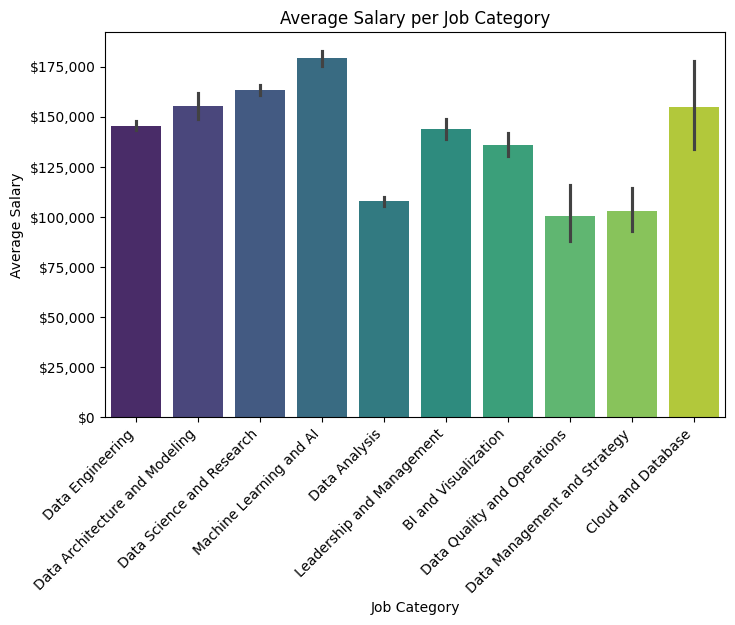 Average Salary per Job Category
$175,000
$150,000
$125,000
$100,000
$75,000
$50,000
$25,000
$0
Average Salary
Data Engineering
Data Architecture and Modeling
Data Science and Research
Machine Learning and AI
Data Analysis
Leadership and Management
BI and Visualization
Data Quality and Operations
Data Management and Strategy
Cloud and Database
Job Category